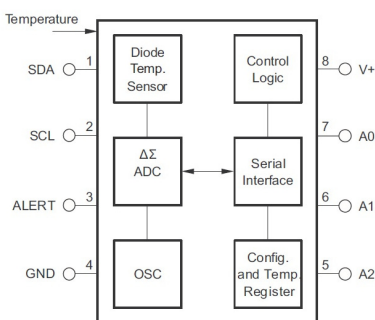 Temperature
Diode
Temp.
Sensor
Control
Logic
SDA 1
8 V+
SCL 2
7 A0
ΔΣ
ADC
Serial
Interface
ALERT 3
6 A1
GND 4
OSC
Config.
and Temp.
Register
5 A2